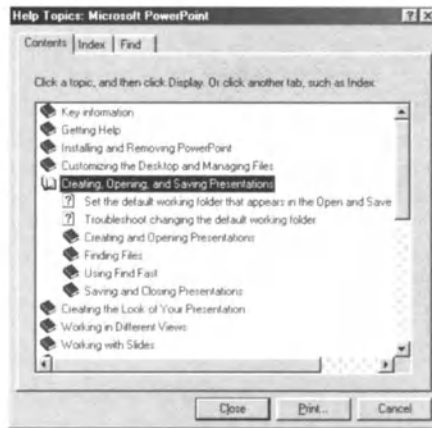 Help Topics: Microsoft PowerPoint
Contents Index Find
Click a topic, and then click Display. Or click another tab, such as Index.
Key information
Getting Help
Installing and Removing PowerPoint
Customizing the Desktop and Managing Files
Creating, Opening, and Saving Presentations
Set the default working folder that appears in the Open and Save
Troubleshoot changing the default working folder
Creating and Opening Presentations
Finding Files
Using Find Fast
Saving and Closing Presentations
Creating the Look of Your Presentation
Working in Different Views
Working with Slides
Close Print... Cancel